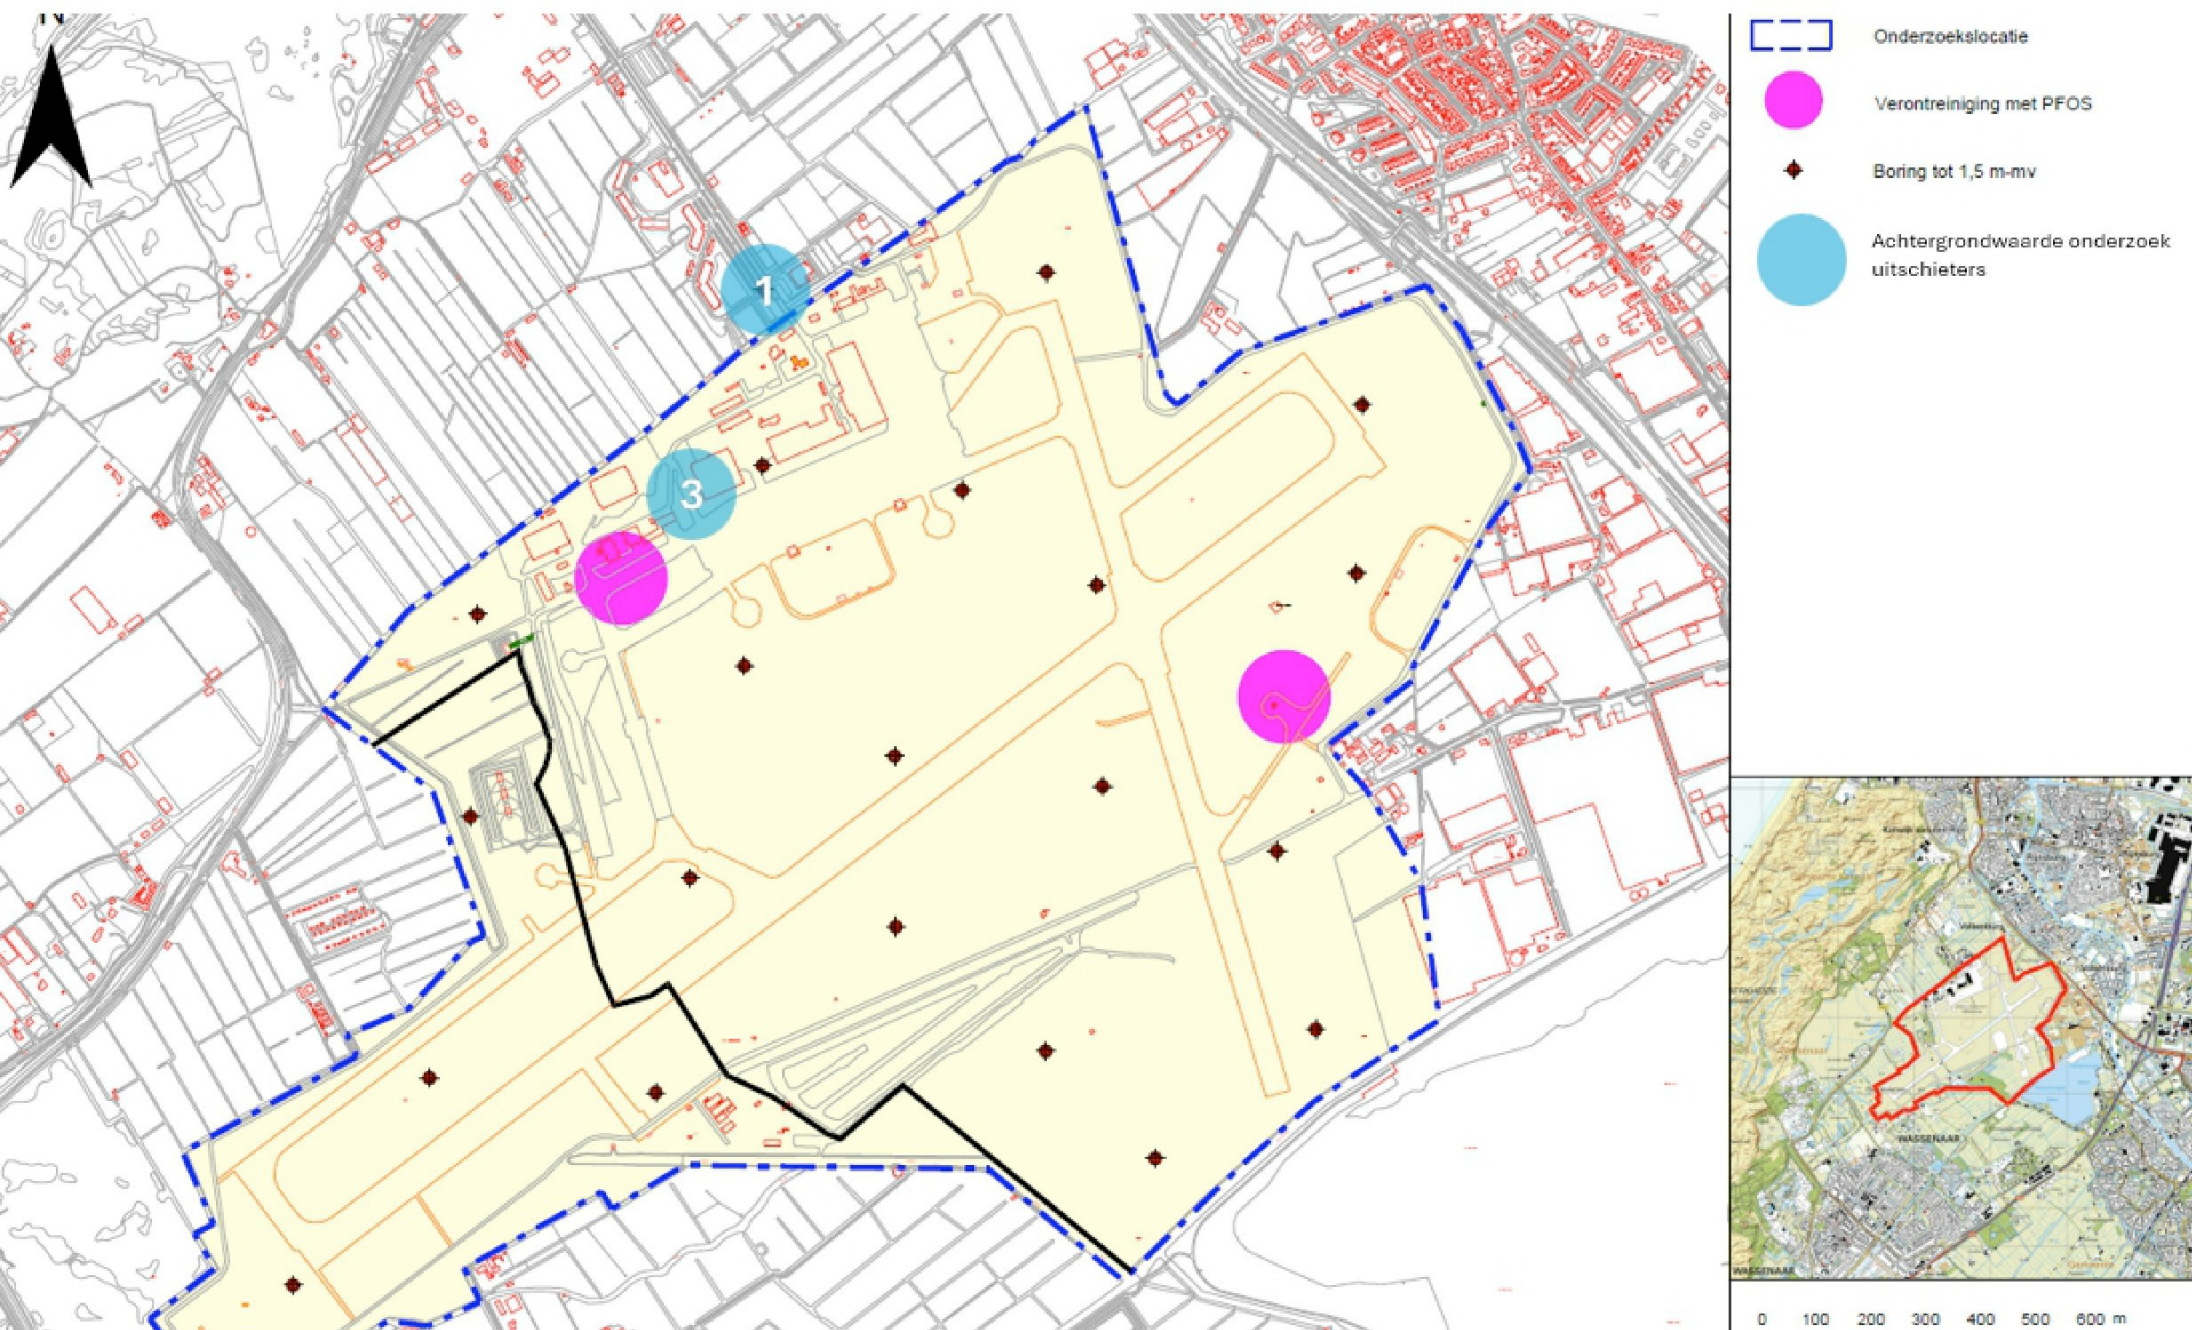 N
Onderzoekslocatie
Verontreiniging met PFOS
Boring tot 1,5 m-mv
Achtergrondwaarde onderzoek
uitschieters
1
3
WASSENAAR
WASSENAAR
0 100 200 300 400 500 600 m